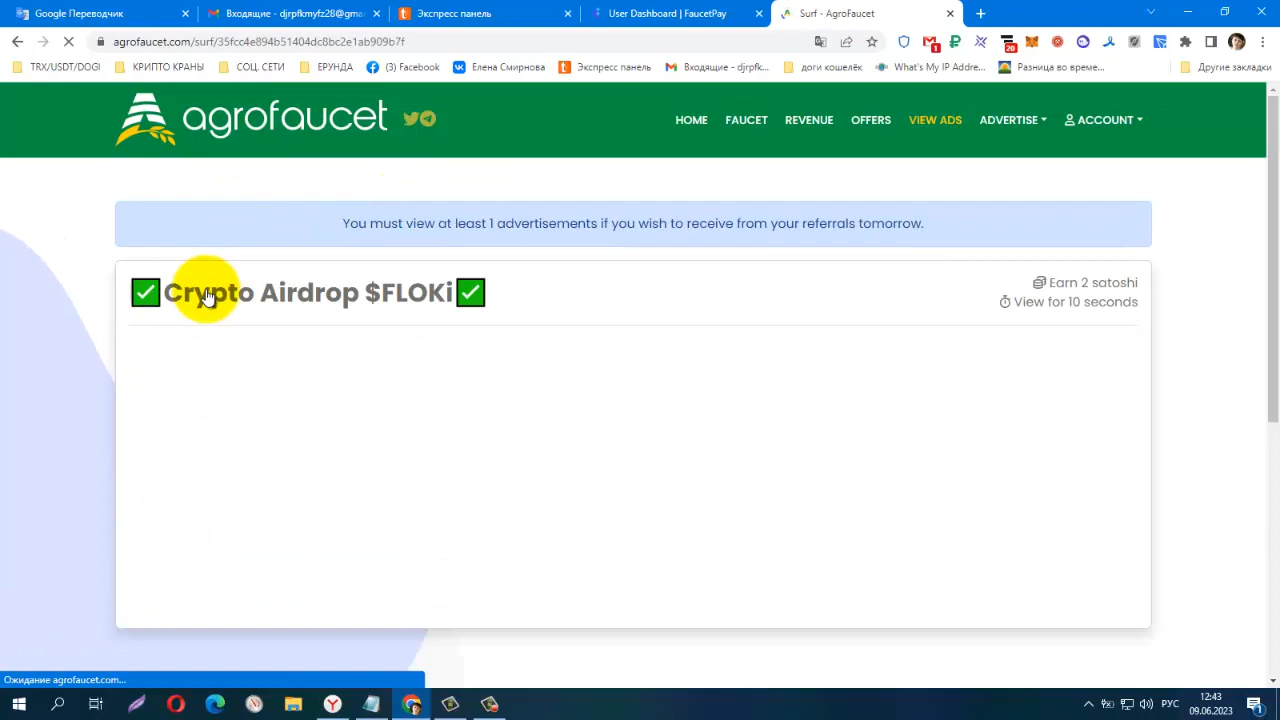 Google Переводчик
Входящие - djrpfkmyfz28@gma
Экспресс панель
User Dashboard | FaucetPay
Surf - AgroFaucet
agrofaucet.com/surf/35fcc4e894b51404dc8bc2e1ab909b7f
1
20
TRX/USDT/DOGI
КРИПТО КРАНЫ
СОЦ. СЕТИ
ЕРУНДА
(3) Facebook
Елена Смирнова
Экспресс панель
Входящие - djrpfk...
доги кошелёк
What's My IP Addre...
Разница во време...
Другие закладки
agrofaucet
HOME
FAUCET
REVENUE
OFFERS
VIEW ADS
ADVERTISE
ACCOUNT
You must view at least 1 advertisements if you wish to receive from your referrals tomorrow.
✅Crypto Airdrop $FLOKi✅
Earn 2 satoshi
View for 10 seconds
Ожидание agrofaucet.com...
РУС
12:43
09.06.2023
1